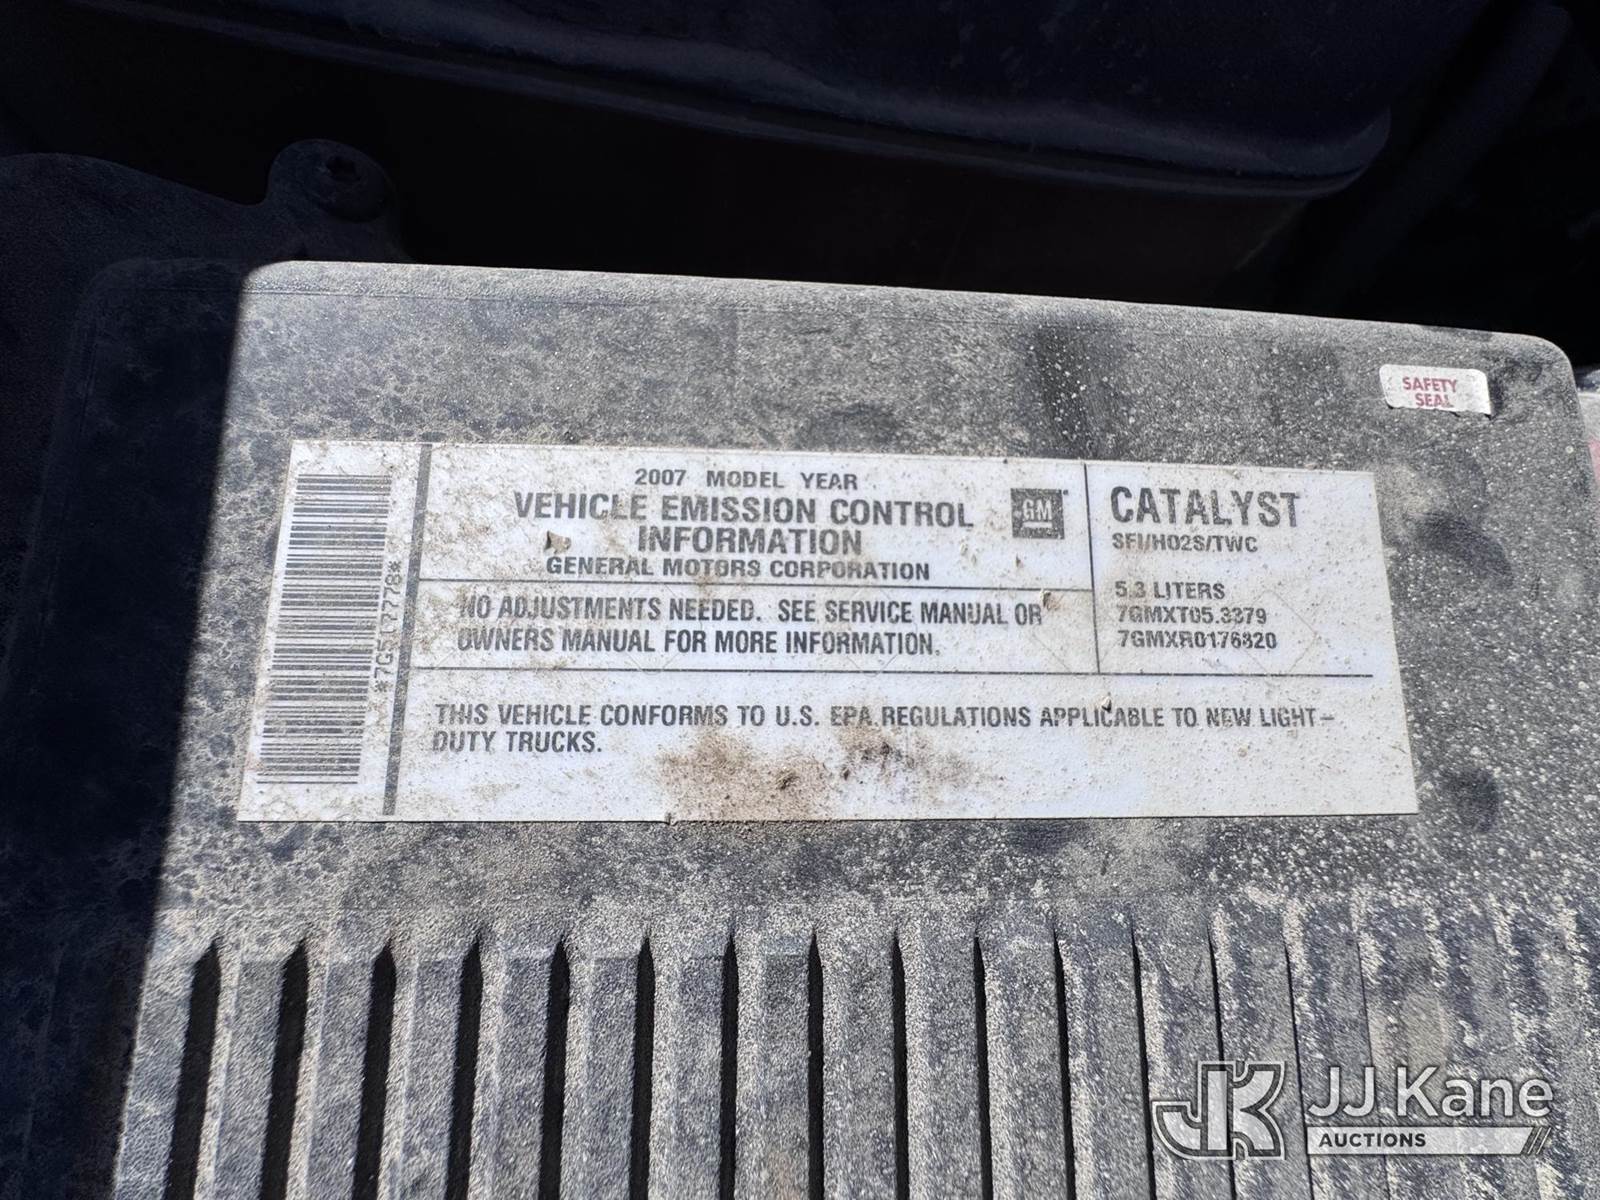 SAFETY
SEAL
2007 MODEL YEAR
VEHICLE EMISSION CONTROL
INFORMATION
GENERAL MOTORS CORPORATION
GM
NO ADJUSTMENTS NEEDED. SEE SERVICE MANUAL OR
OWNERS MANUAL FOR MORE INFORMATION.
CATALYST
SFI/HO2S/TWC
5.3 LITERS
7GMXT05.3379
7GMXR0176820
THIS VEHICLE CONFORMS TO U.S. EPA REGULATIONS APPLICABLE TO NEW LIGHT-
DUTY TRUCKS.
JK JJ Kane
AUCTIONS